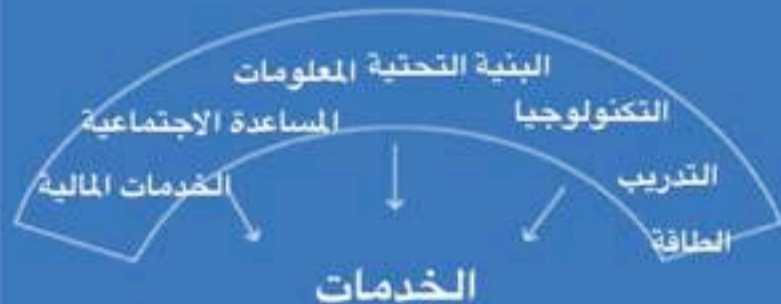 البنية التحتية
المعلومات
التكنولوجيا
المساعدة الاجتماعية
التدريب
الخدمات المالية
الطاقة
الخدمات